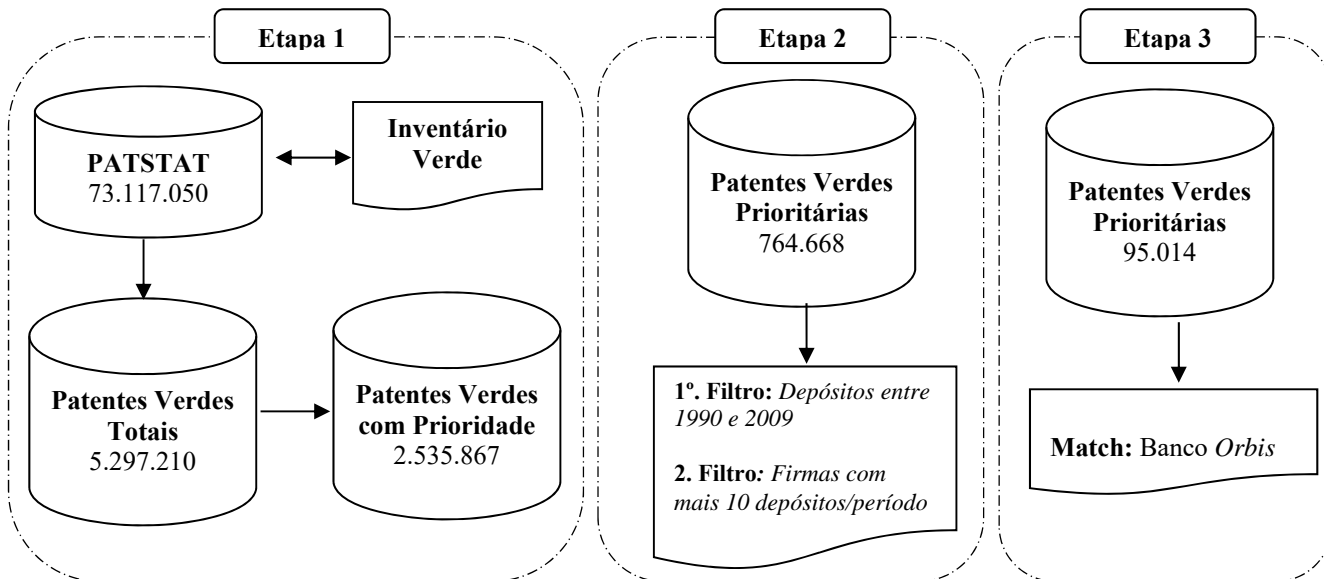 Etapa 1
PATSTAT
73.117.050
Inventário
Verde
Patentes Verdes
Totais
5.297.210
Patentes Verdes
com Prioridade
2.535.867
Etapa 2
Patentes Verdes
Prioritárias
764.668
1º. Filtro: Depósitos entre
1990 e 2009
2. Filtro: Firmas com
mais 10 depósitos/período
Etapa 3
Patentes Verdes
Prioritárias
95.014
Match: Banco Orbis